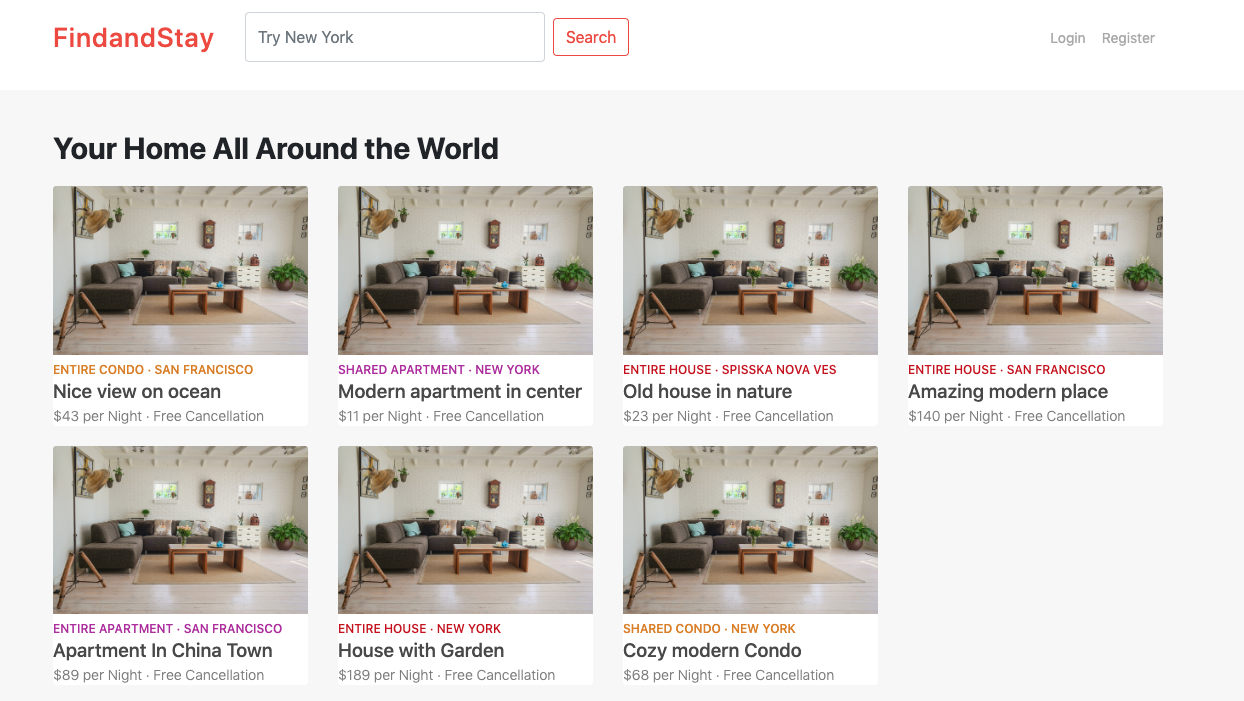 FindandStay
Try New York
Search
Login
Register
Your Home All Around the World
ENTIRE CONDO · SAN FRANCISCO
Nice view on ocean
$43 per Night · Free Cancellation
SHARED APARTMENT · NEW YORK
Modern apartment in center
$11 per Night · Free Cancellation
ENTIRE HOUSE · SPISSKA NOVA VES
Old house in nature
$23 per Night · Free Cancellation
ENTIRE HOUSE · SAN FRANCISCO
Amazing modern place
$140 per Night · Free Cancellation
ENTIRE APARTMENT · SAN FRANCISCO
Apartment In China Town
$89 per Night · Free Cancellation
ENTIRE HOUSE · NEW YORK
House with Garden
$189 per Night · Free Cancellation
SHARED CONDO · NEW YORK
Cozy modern Condo
$68 per Night · Free Cancellation